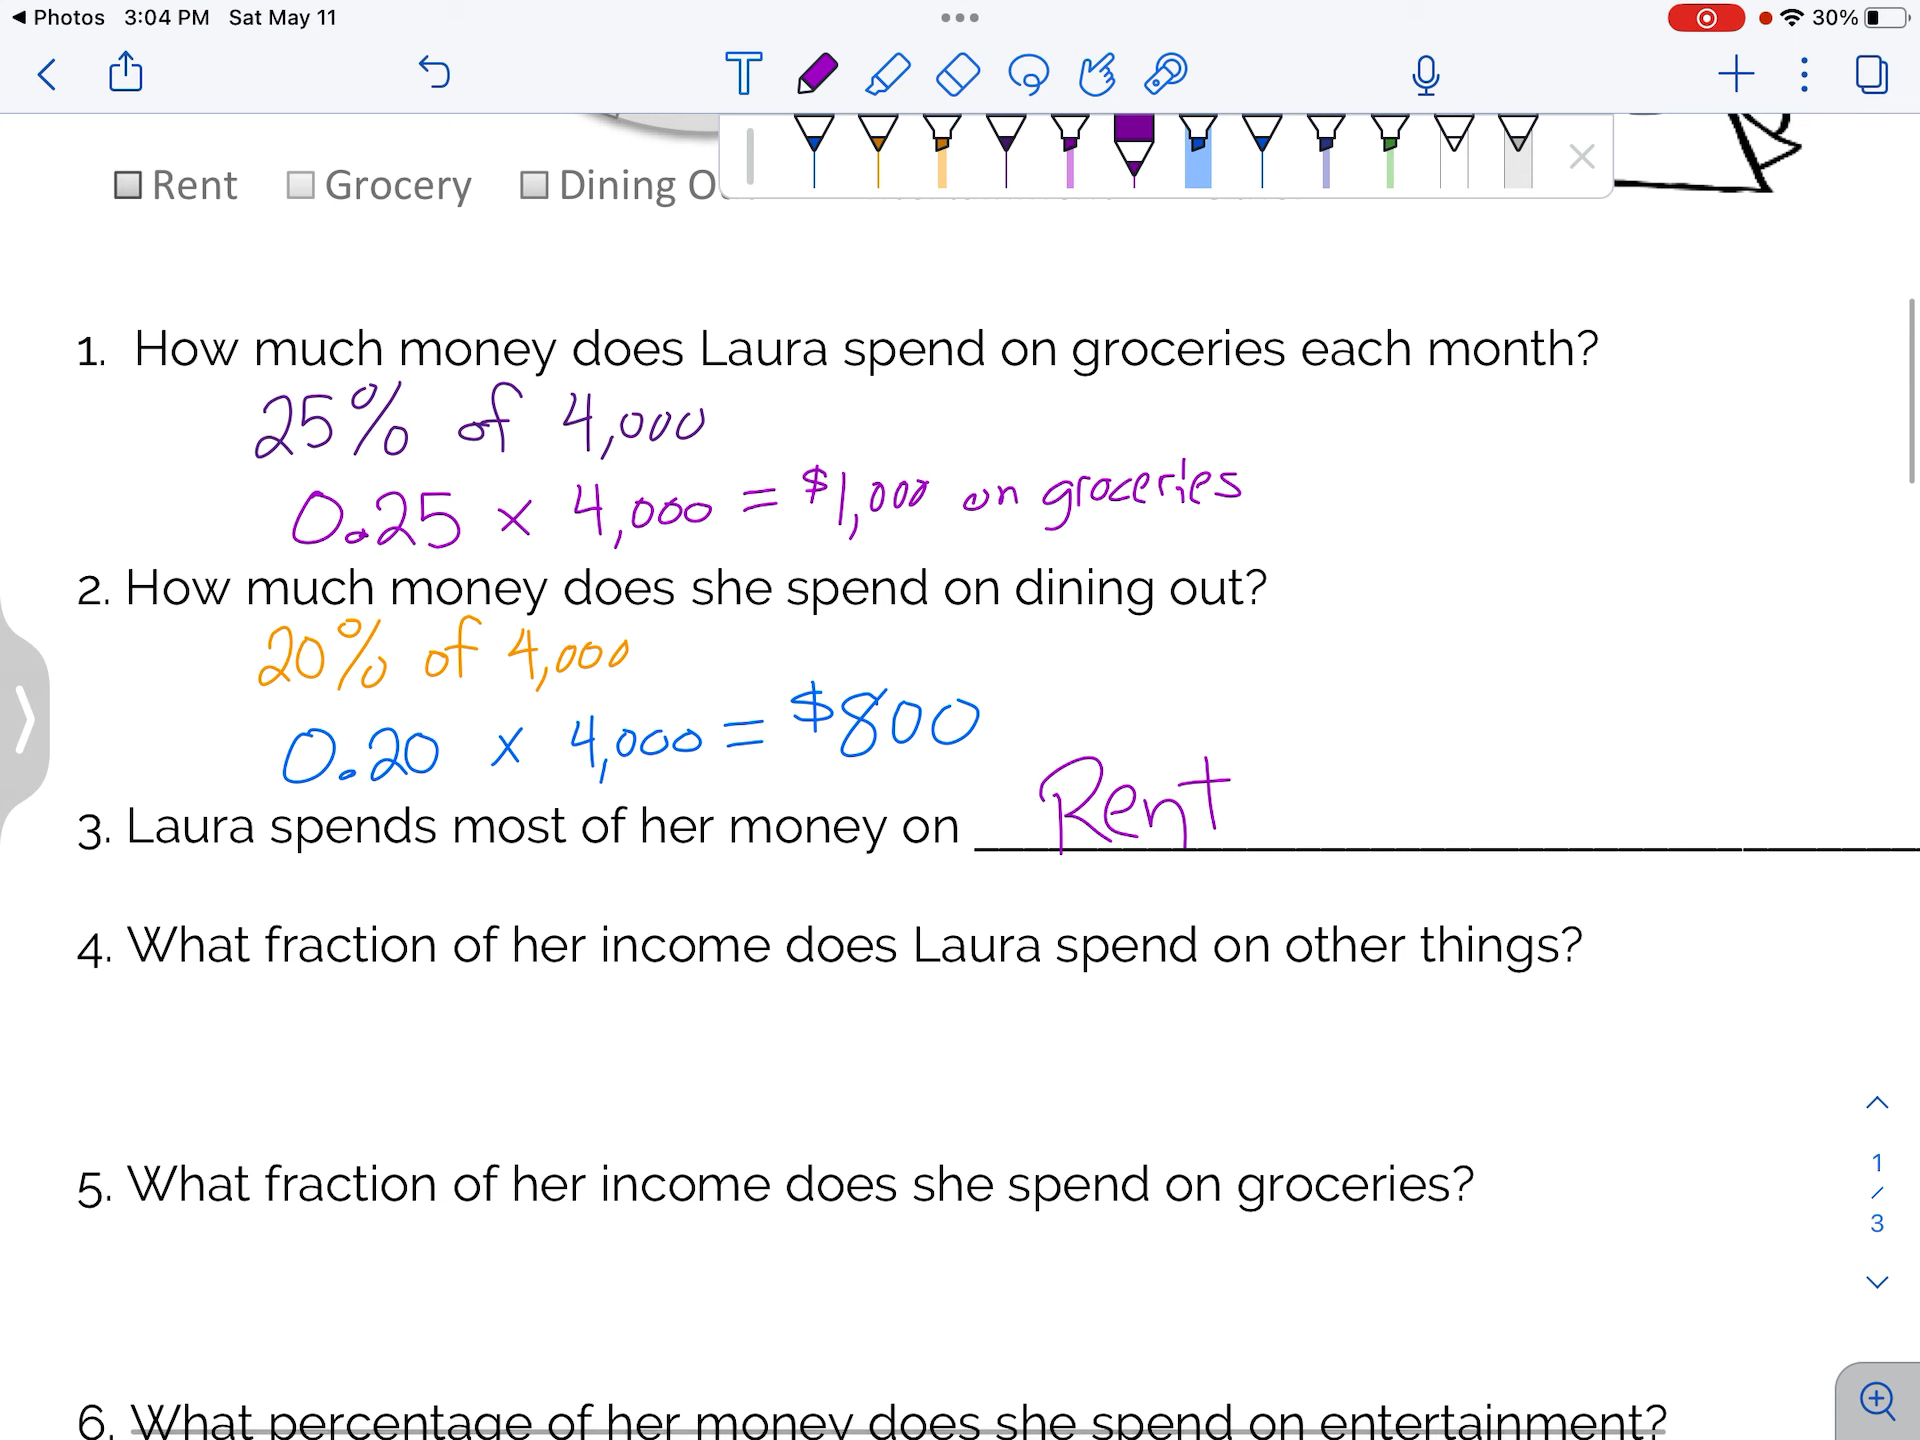 Photos 3:04 PM Sat May 11
30%
T
Rent Grocery Dining O
1. How much money does Laura spend on groceries each month?
25% of 4,000
0.25 x 4,000 = $1,000 on groceries
2. How much money does she spend on dining out?
20% of 4,000
0.20 x 4,000 = $800
3. Laura spends most of her money on Rent
4. What fraction of her income does Laura spend on other things?
5. What fraction of her income does she spend on groceries?
1
/
3
6. What percentage of her money does she spend on entertainment?